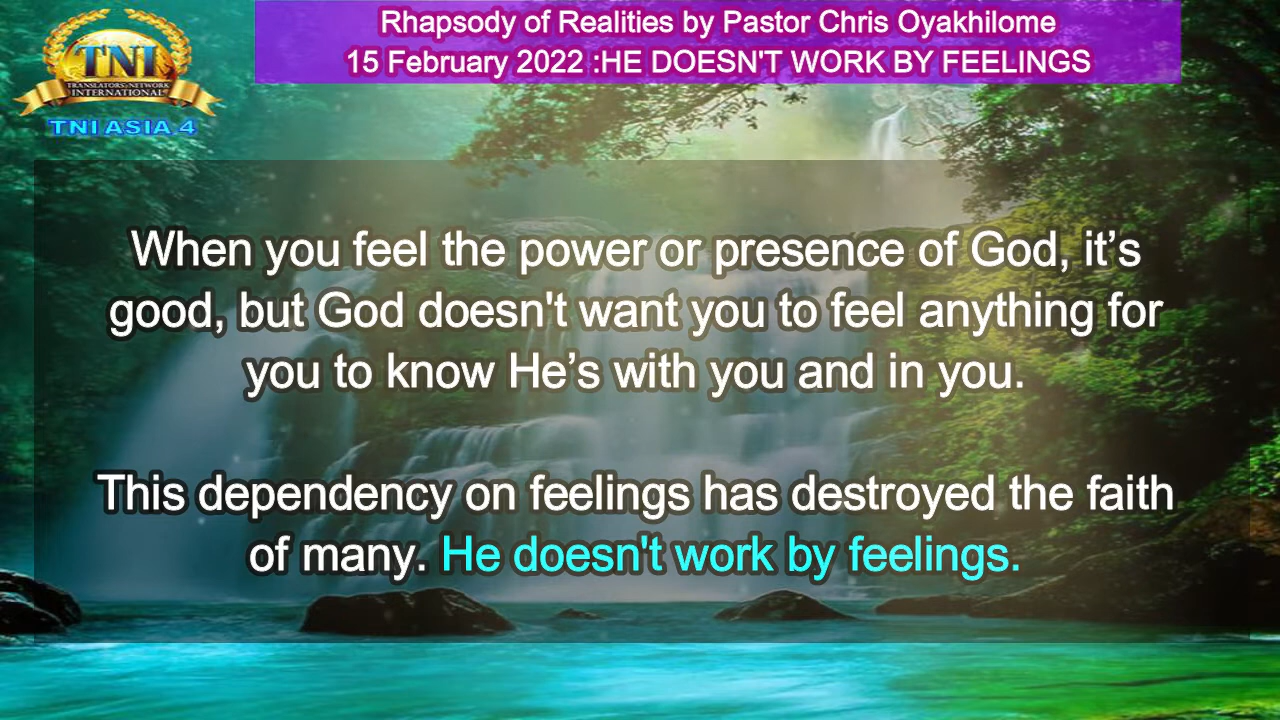 Rhapsody of Realities by Pastor Chris Oyakhilome
15 February 2022 :HE DOESN'T WORK BY FEELINGS
TNI
TRANSLATORS NETWORK
INTERNATIONAL
TNI ASIA 4
When you feel the power or presence of God, it’s
good, but God doesn't want you to feel anything for
you to know He’s with you and in you.
This dependency on feelings has destroyed the faith
of many. He doesn't work by feelings.